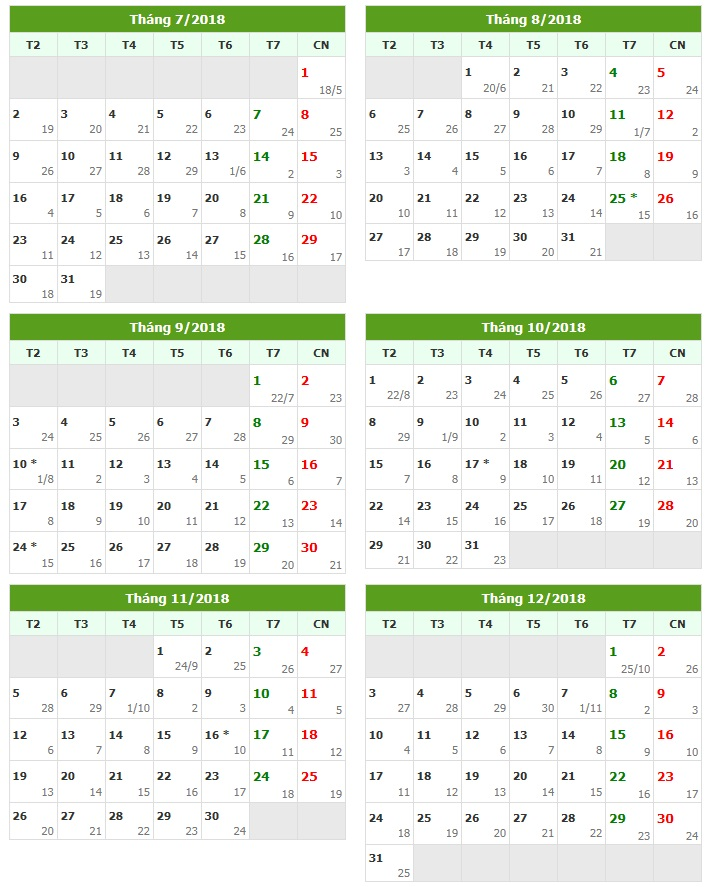 Tháng 7/2018
T2 T3 T4 T5 T6 T7 CN
1
18/5
2 3 4 5 6 7 8
19 20 21 22 23 24 25
9 10 11 12 13 14 15
26 27 28 29 1/6 2 3
16 17 18 19 20 21 22
4 5 6 7 8 9 10
23 24 25 26 27 28 29
11 12 13 14 15 16 17
30 31
18 19
Tháng 8/2018
T2 T3 T4 T5 T6 T7 CN
1 2 3 4 5
20/6 21 22 23 24
6 7 8 9 10 11 12
25 26 27 28 29 1/7 2
13 14 15 16 17 18 19
3 4 5 6 7 8 9
20 21 22 23 24 25 * 26
10 11 12 13 14 15 16
27 28 29 30 31
17 18 19 20 21
Tháng 9/2018
T2 T3 T4 T5 T6 T7 CN
1 2
22/7 23
3 4 5 6 7 8 9
24 25 26 27 28 29 30
10 * 11 12 13 14 15 16
1/8 2 3 4 5 6 7
17 18 19 20 21 22 23
8 9 10 11 12 13 14
24 * 25 26 27 28 29 30
15 16 17 18 19 20 21
Tháng 10/2018
T2 T3 T4 T5 T6 T7 CN
1 2 3 4 5 6 7
22/8 23 24 25 26 27 28
8 9 10 11 12 13 14
29 1/9 2 3 4 5 6
15 16 17 * 18 19 20 21
7 8 9 10 11 12 13
22 23 24 25 26 27 28
14 15 16 17 18 19 20
29 30 31
21 22 23
Tháng 11/2018
T2 T3 T4 T5 T6 T7 CN
1 2 3 4
24/9 25 26 27
5 6 7 8 9 10 11
28 29 1/10 2 3 4 5
12 13 14 15 16 * 17 18
6 7 8 9 10 11 12
19 20 21 22 23 24 25
13 14 15 16 17 18 19
26 27 28 29 30
20 21 22 23 24
Tháng 12/2018
T2 T3 T4 T5 T6 T7 CN
1 2
25/10 26
3 4 5 6 7 8 9
27 28 29 30 1/11 2 3
10 11 12 13 14 15 16
4 5 6 7 8 9 10
17 18 19 20 21 22 23
11 12 13 14 15 16 17
24 25 26 27 28 29 30
18 19 20 21 22 23 24
31
25